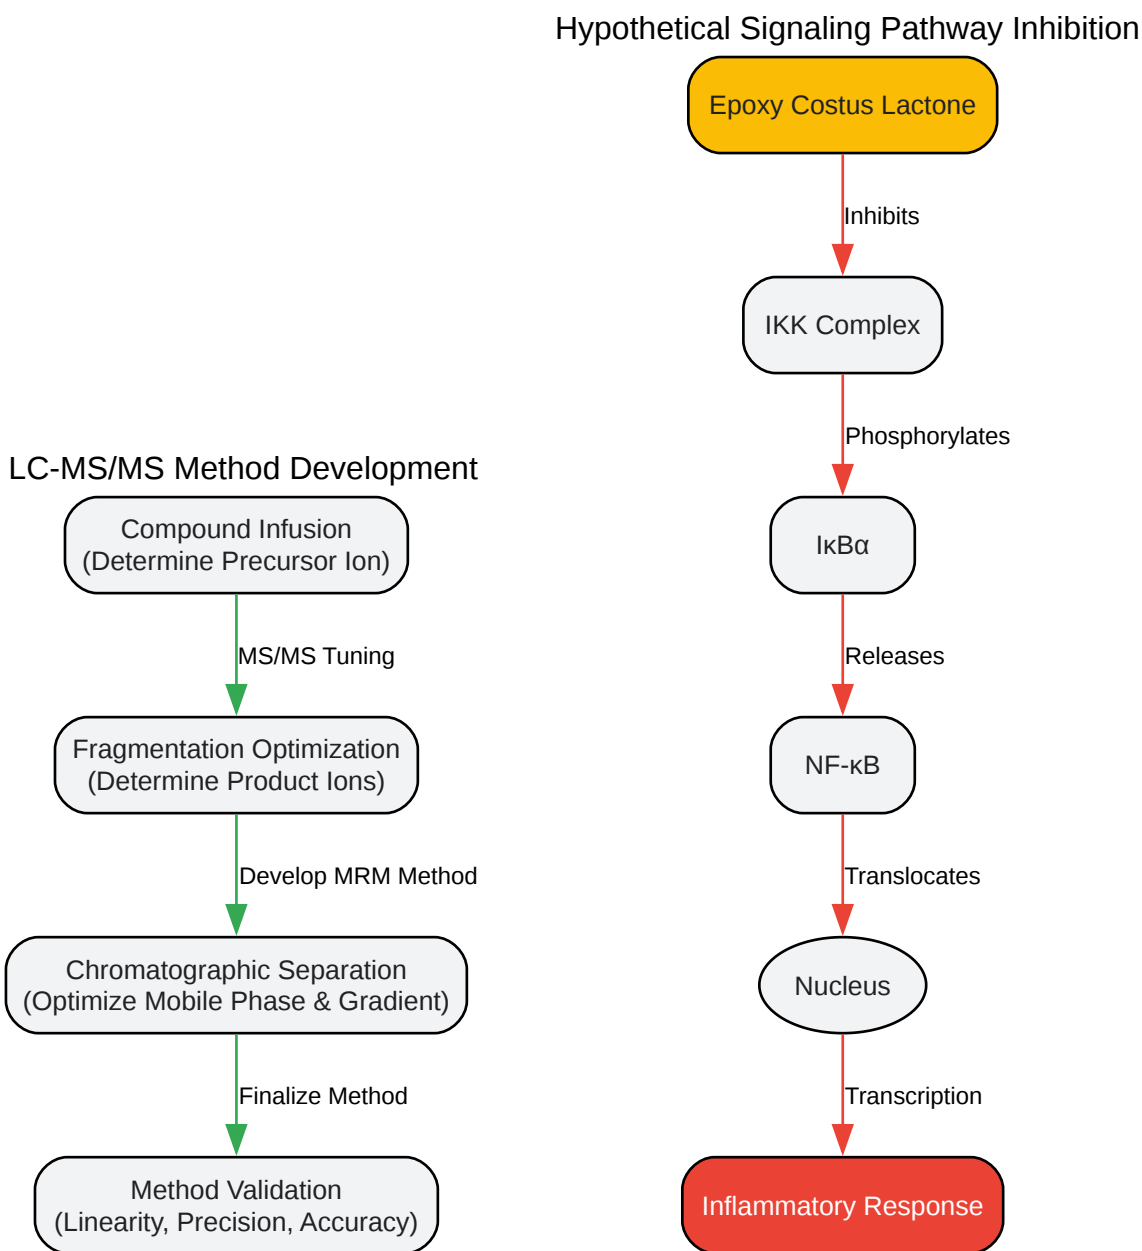 Hypothetical Signaling Pathway Inhibition
Epoxy Costus Lactone
Inhibits
IKK Complex
Phosphorylates
IκBα
Releases
NF-κB
Translocates
Nucleus
Transcription
Inflammatory Response
LC-MS/MS Method Development
Compound Infusion
(Determine Precursor Ion)
MS/MS Tuning
Fragmentation Optimization
(Determine Product Ions)
Develop MRM Method
Chromatographic Separation
(Optimize Mobile Phase & Gradient)
Finalize Method
Method Validation
(Linearity, Precision, Accuracy)